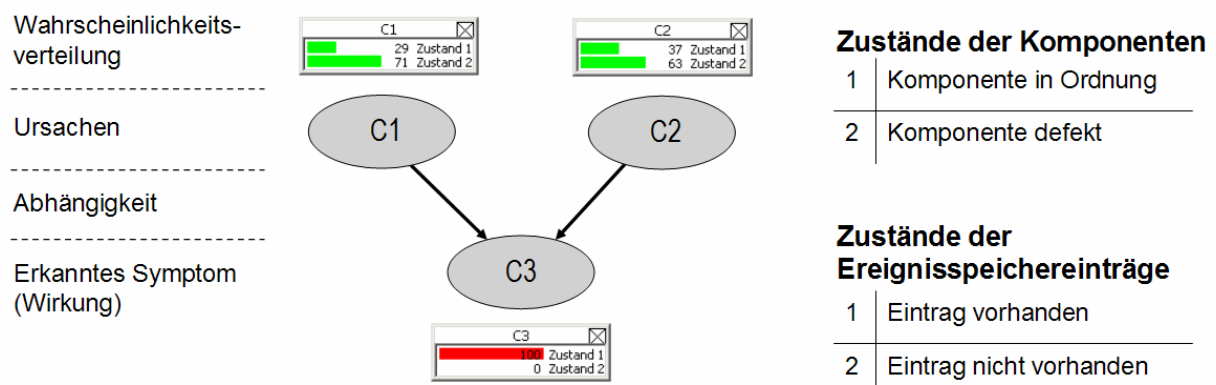 Wahrscheinlichkeits-
verteilung
Ursachen
Abhängigkeit
Erkanntes Symptom
(Wirkung)
C1
29 Zustand 1
71 Zustand 2
C2
37 Zustand 1
63 Zustand 2
C1
C2
C3
C3
100 Zustand 1
0 Zustand 2
Zustände der Komponenten
1 Komponente in Ordnung
2 Komponente defekt
Zustände der
Ereignisspeichereinträge
1 Eintrag vorhanden
2 Eintrag nicht vorhanden